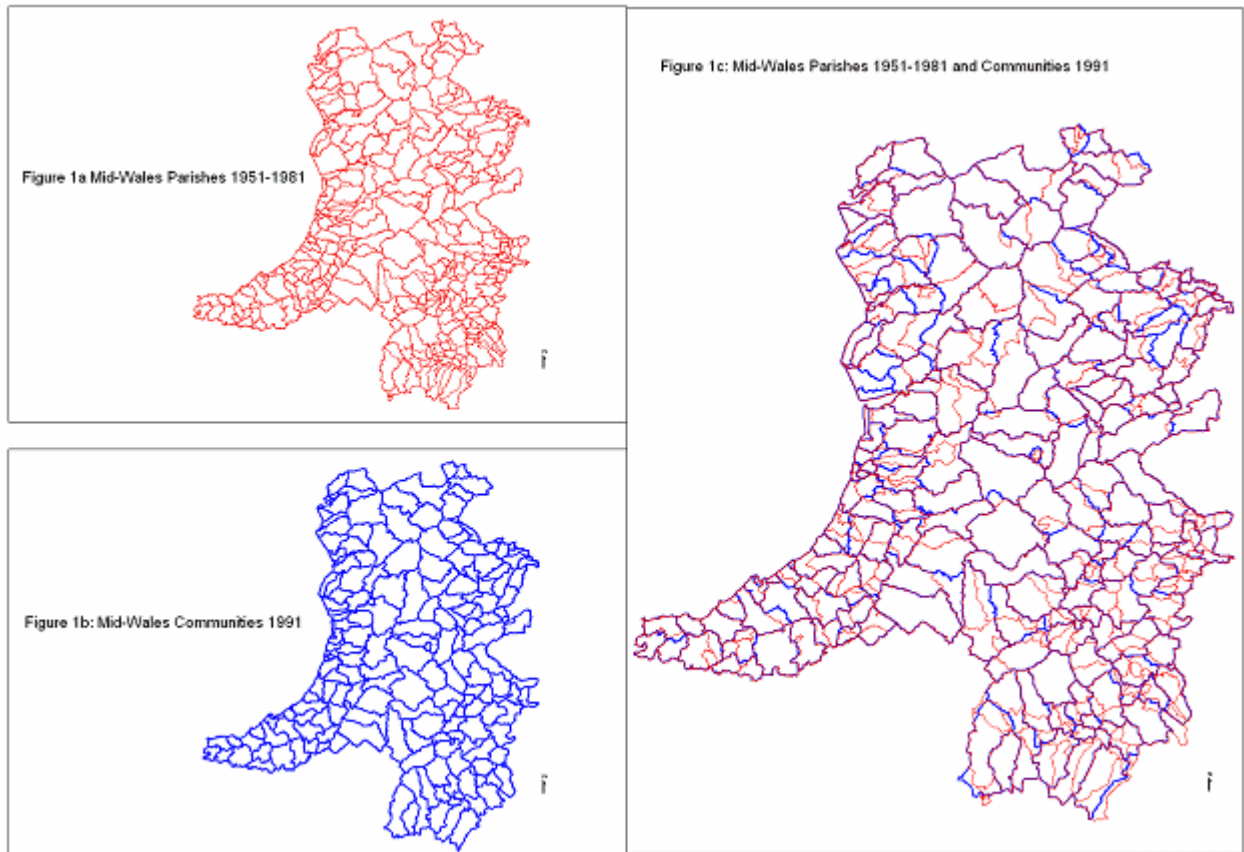 Figure 1a Mid-Wales Parishes 1951-1981
Figure 1b: Mid-Wales Communities 1991
Figure 1c: Mid-Wales Parishes 1951-1981 and Communities 1991